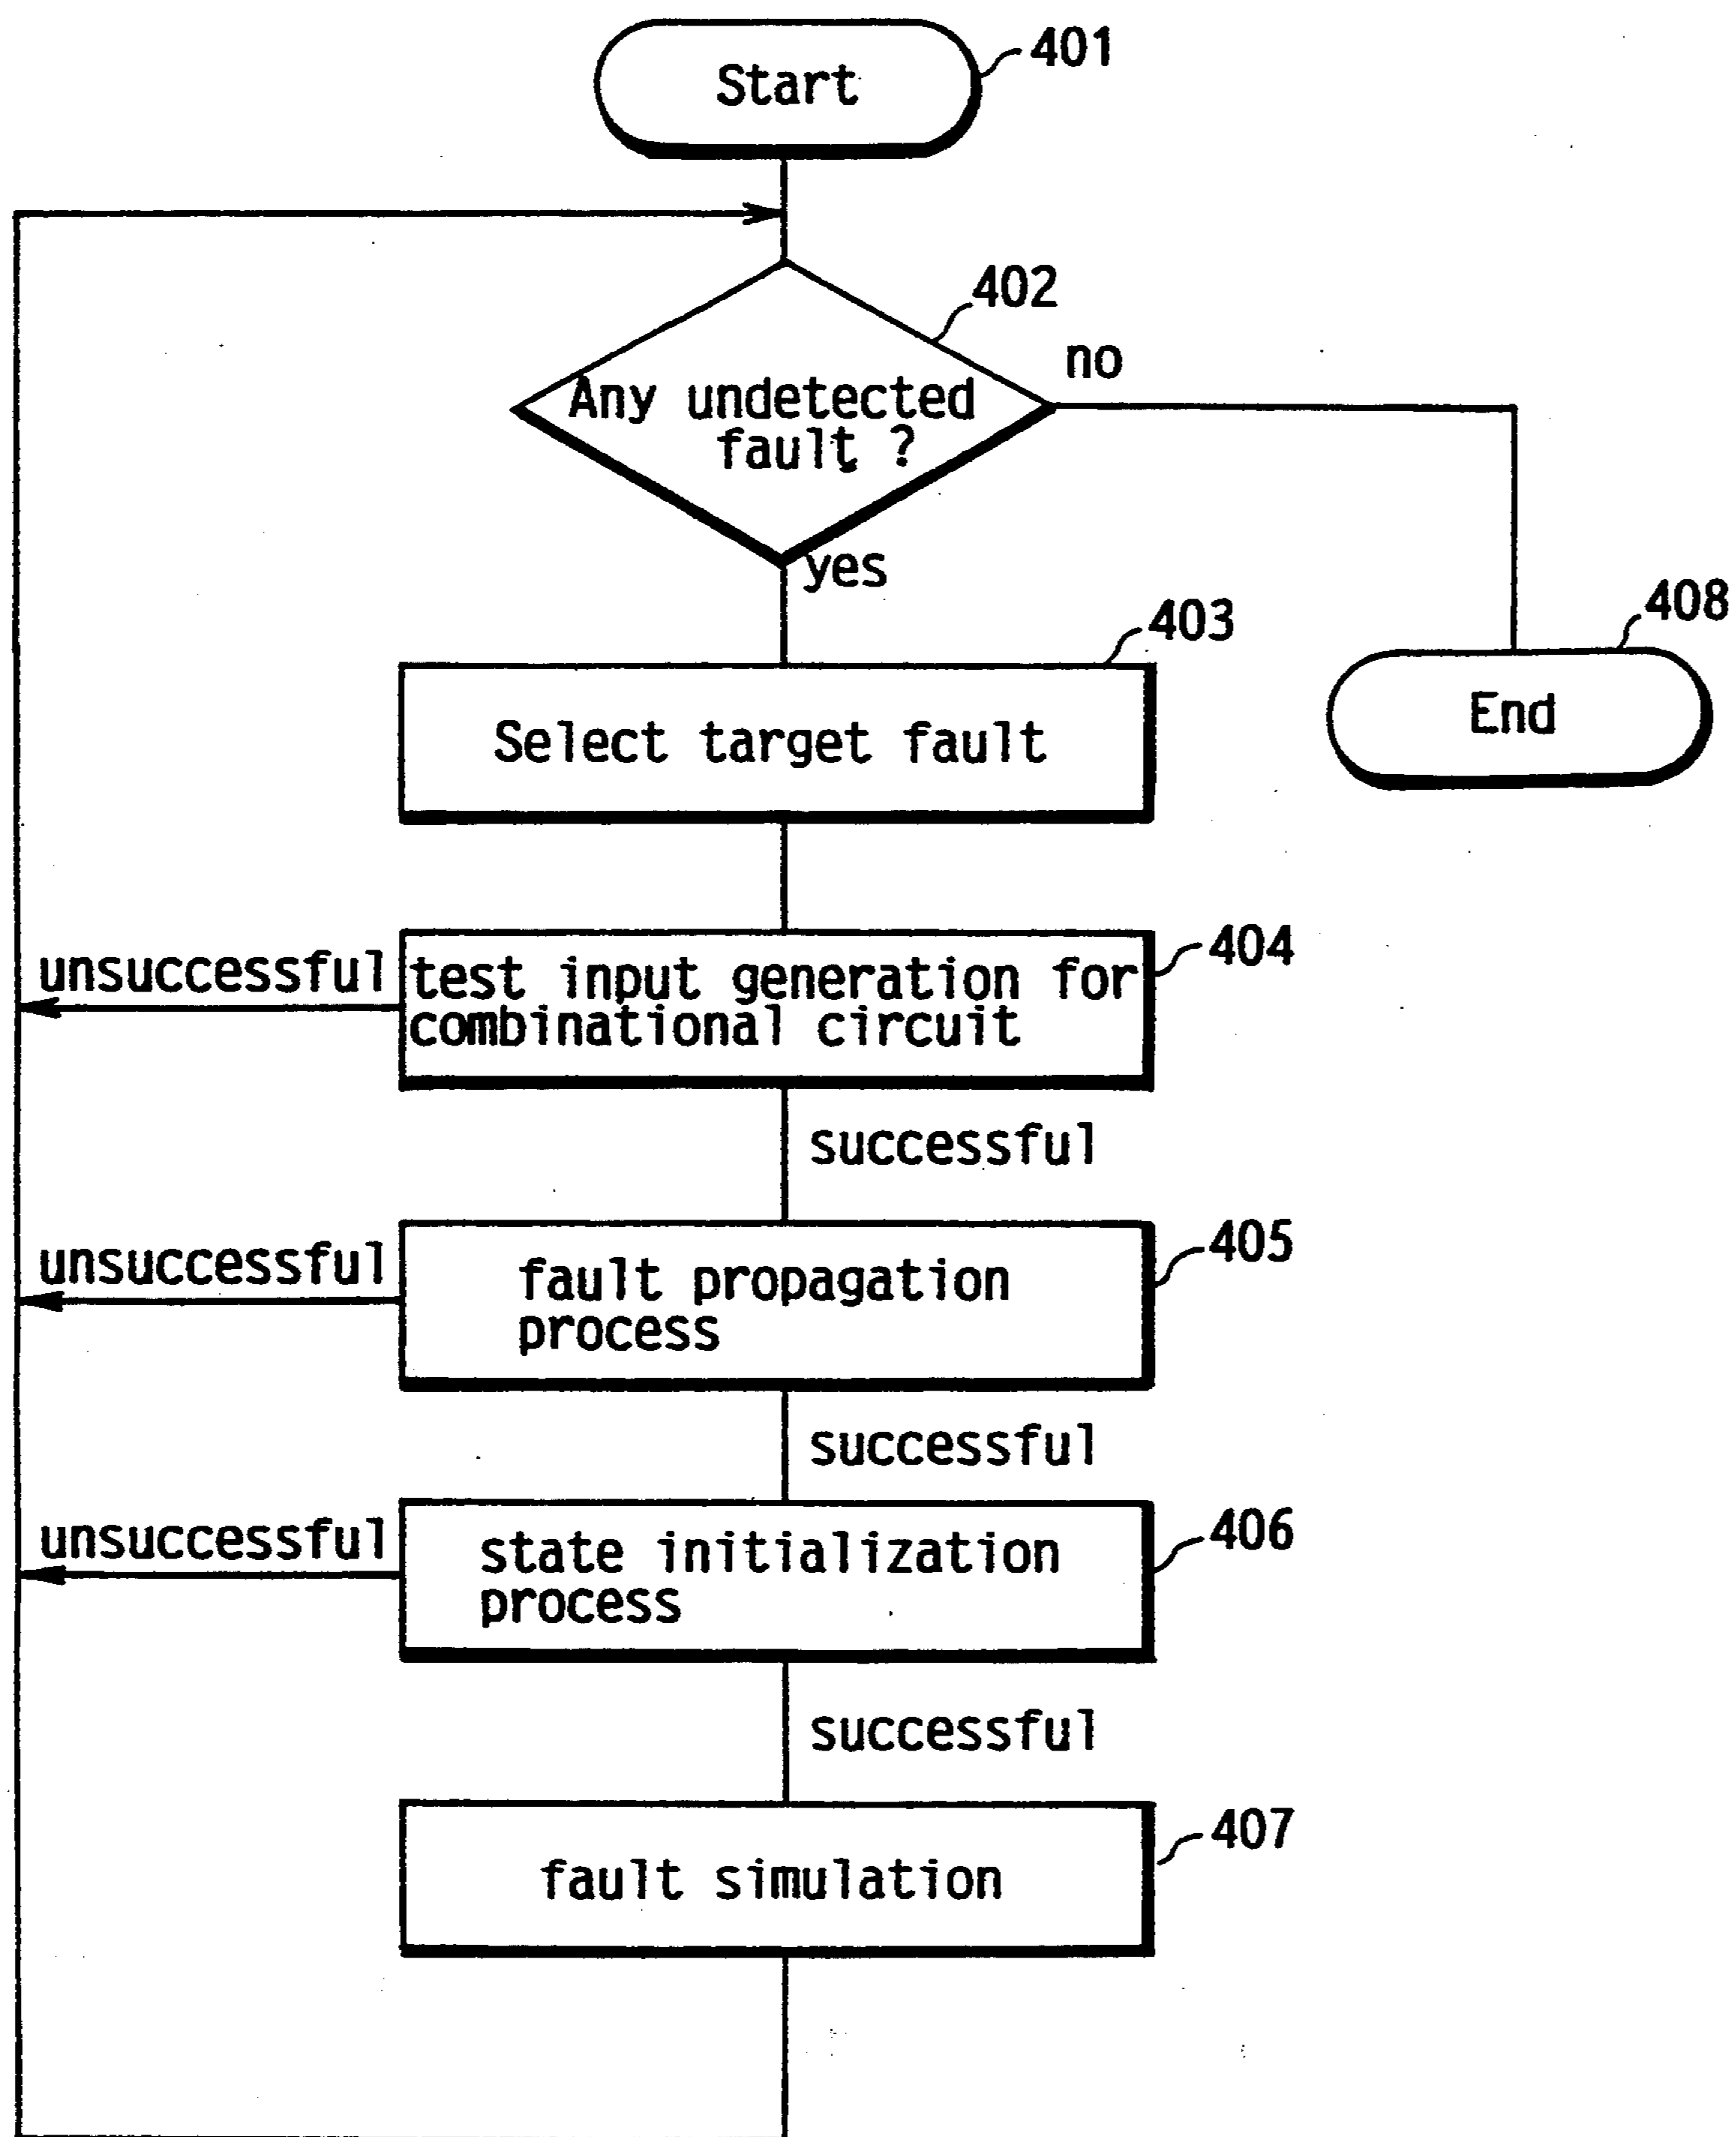 Start
401
402
no
Any undetected
fault ?
yes
403
408
Select target fault
End
unsuccessful
test input generation for
combinational circuit
404
successful
unsuccessful
fault propagation
process
405
successful
unsuccessful
state initialization
process
406
successful
fault simulation
407